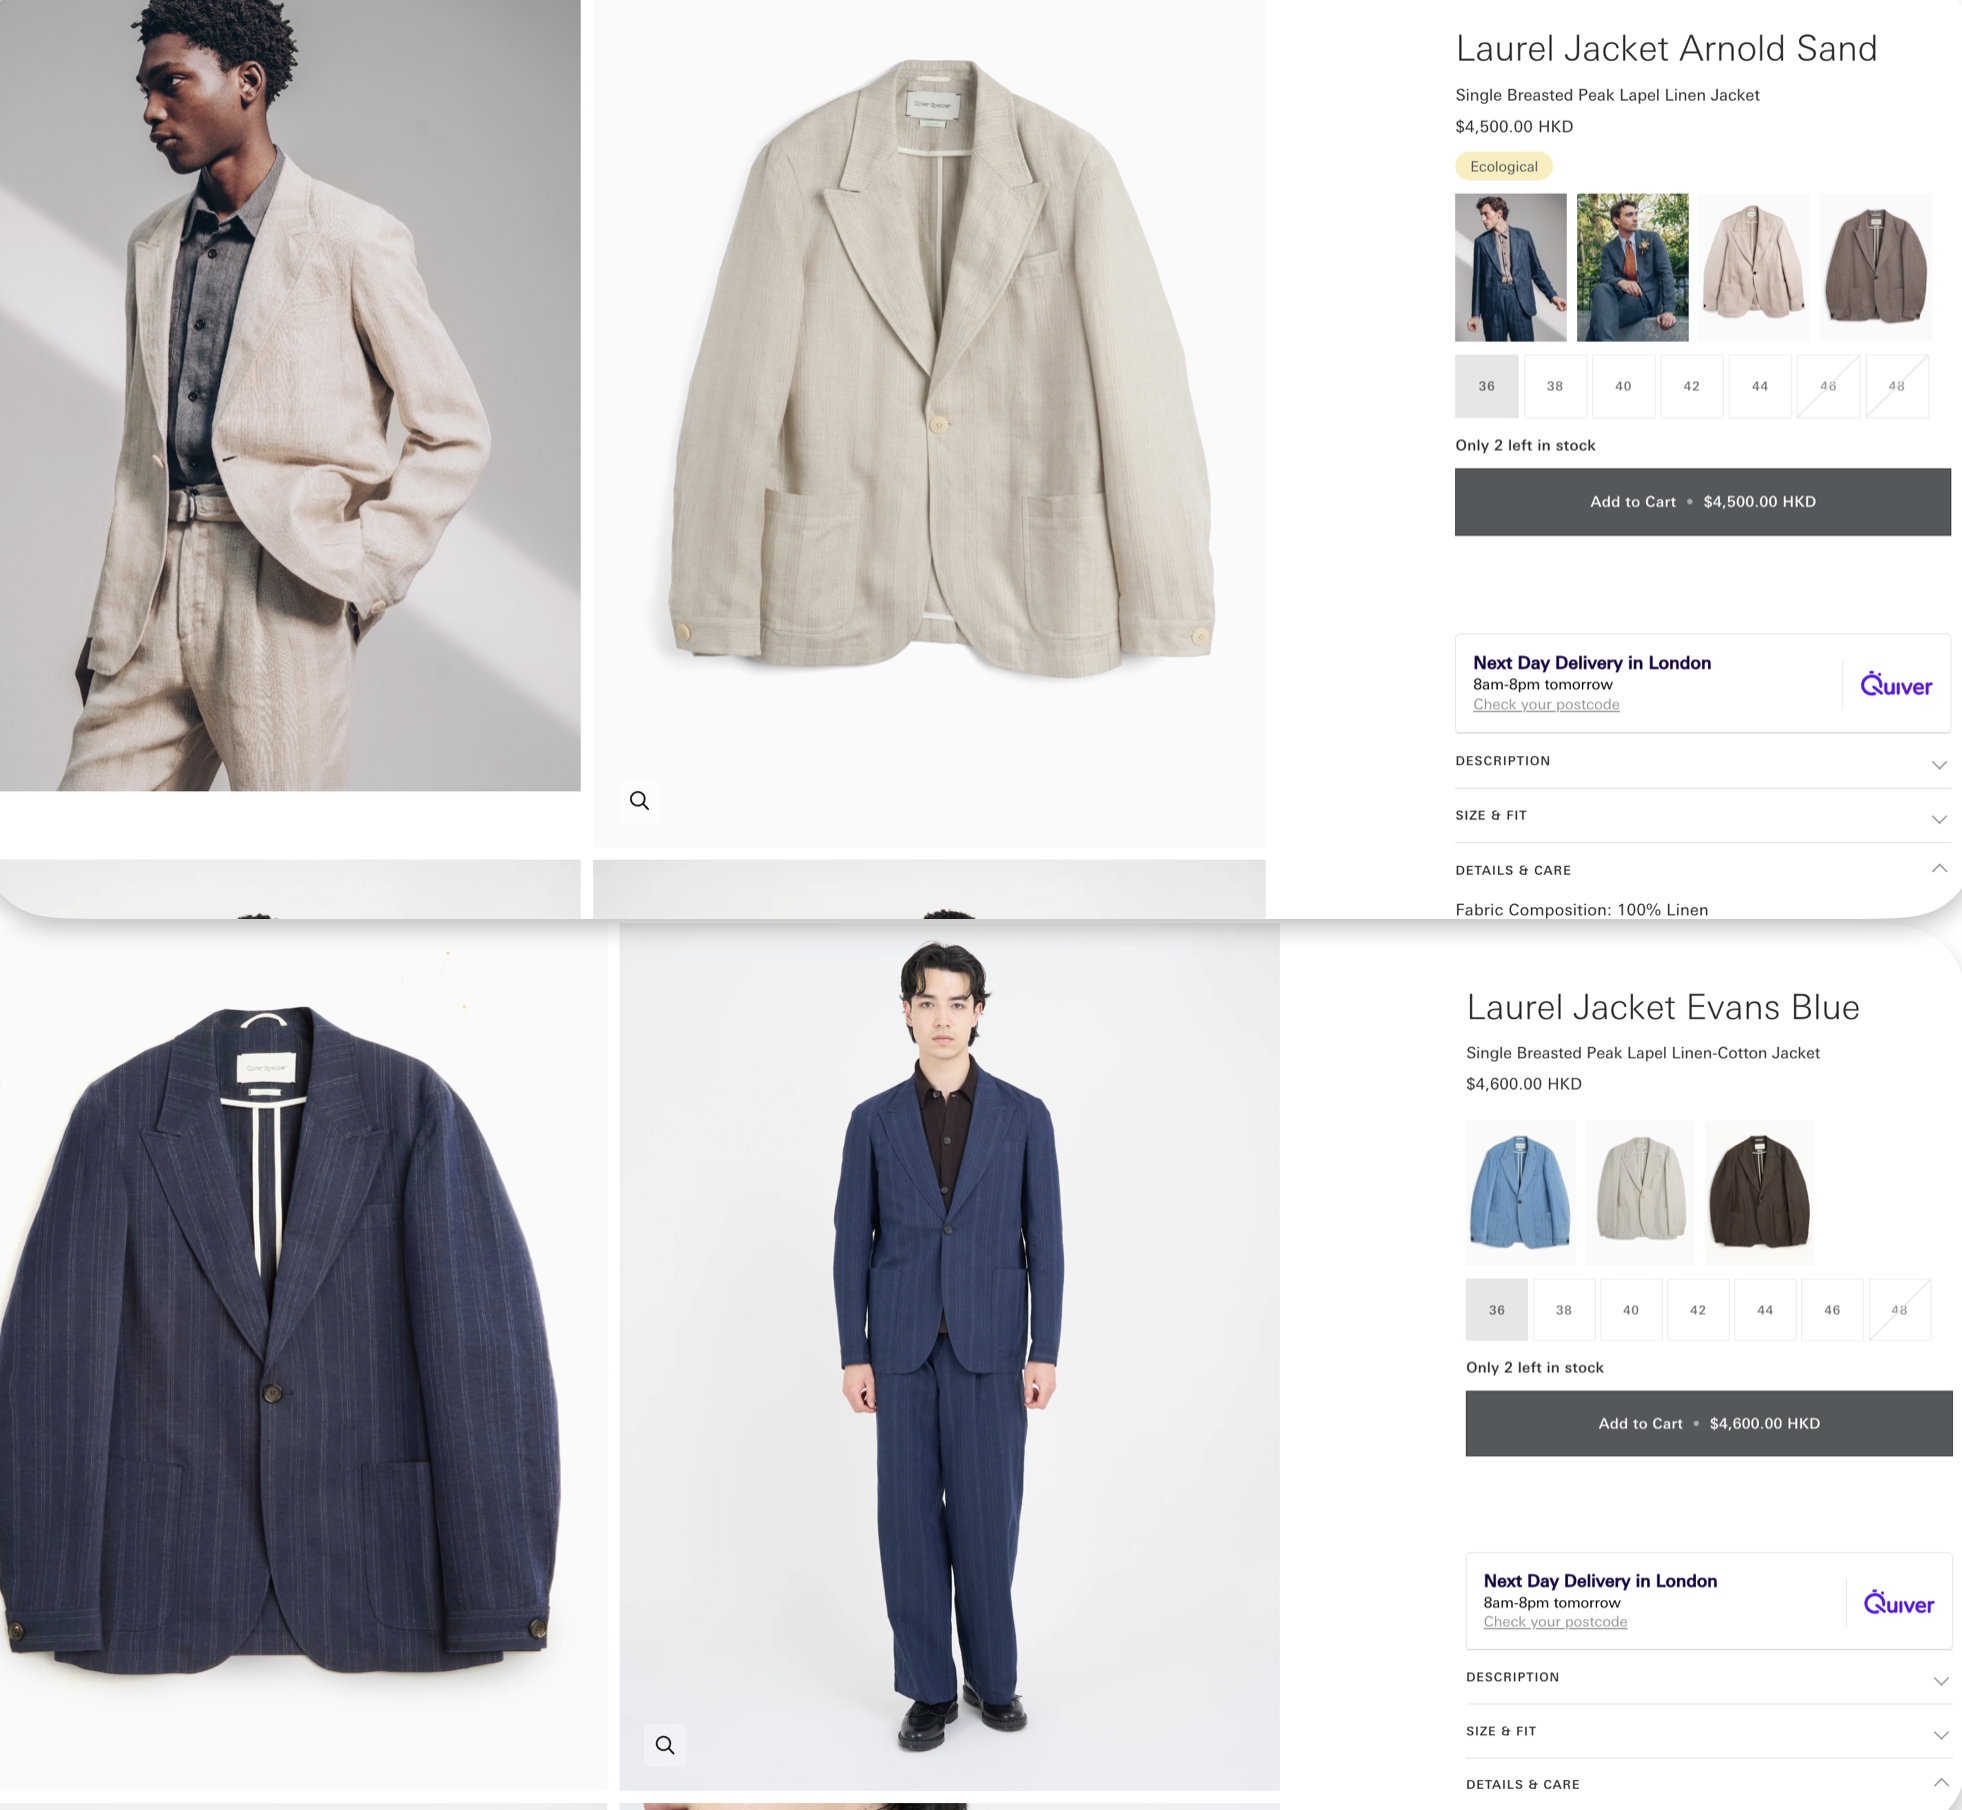 Laurel Jacket Arnold Sand
Single Breasted Peak Lapel Linen Jacket
$4,500.00 HKD
Ecological
36 38 40 42 44 46 48
Only 2 left in stock
Add to Cart • $4,500.00 HKD
Next Day Delivery in London
8am-8pm tomorrow
Check your postcode
Quiver
DESCRIPTION
SIZE & FIT
DETAILS & CARE
Fabric Composition: 100% Linen
Oliver Spencer
Laurel Jacket Evans Blue
Single Breasted Peak Lapel Linen-Cotton Jacket
$4,600.00 HKD
36 38 40 42 44 46 48
Only 2 left in stock
Add to Cart • $4,600.00 HKD
Next Day Delivery in London
8am-8pm tomorrow
Check your postcode
Quiver
DESCRIPTION
SIZE & FIT
DETAILS & CARE
Oliver Spencer